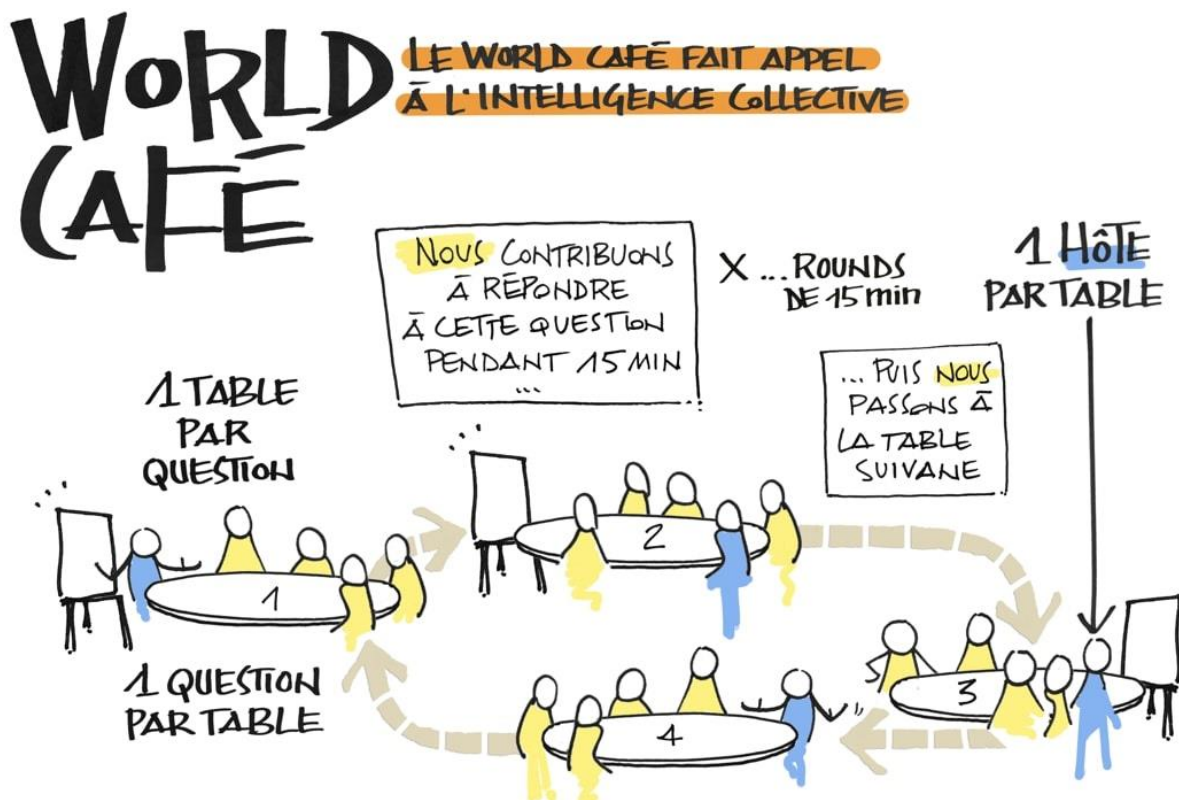 WORLD
CAFÉ
LE WORLD CAFÉ FAIT APPEL
À L'INTELLIGENCE COLLECTIVE
NOUS CONTRIBUONS
À RÉPONDRE
À CETTE QUESTION
PENDANT 15 MIN
...
X ... ROUNDS
DE 15 min
1 HÔTE
PAR TABLE
... PUIS NOUS
PASSONS À
LA TABLE
SUIVANE
1 TABLE
PAR
QUESTION
1
2
3
4
1 QUESTION
PAR TABLE